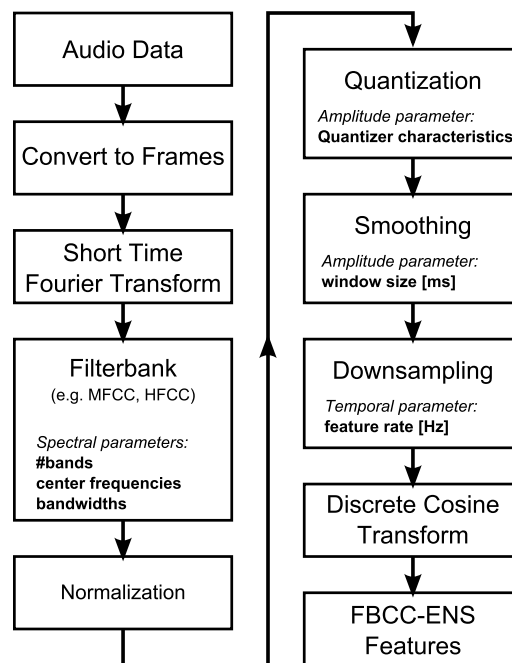 Audio Data
Convert to Frames
Short Time
Fourier Transform
Filterbank
(e.g. MFCC, HFCC)
Spectral parameters:
#bands
center frequencies
bandwidths
Normalization
Quantization
Amplitude parameter:
Quantizer characteristics
Smoothing
Amplitude parameter:
window size [ms]
Downsampling
Temporal parameter:
feature rate [Hz]
Discrete Cosine
Transform
FBCC-ENS
Features